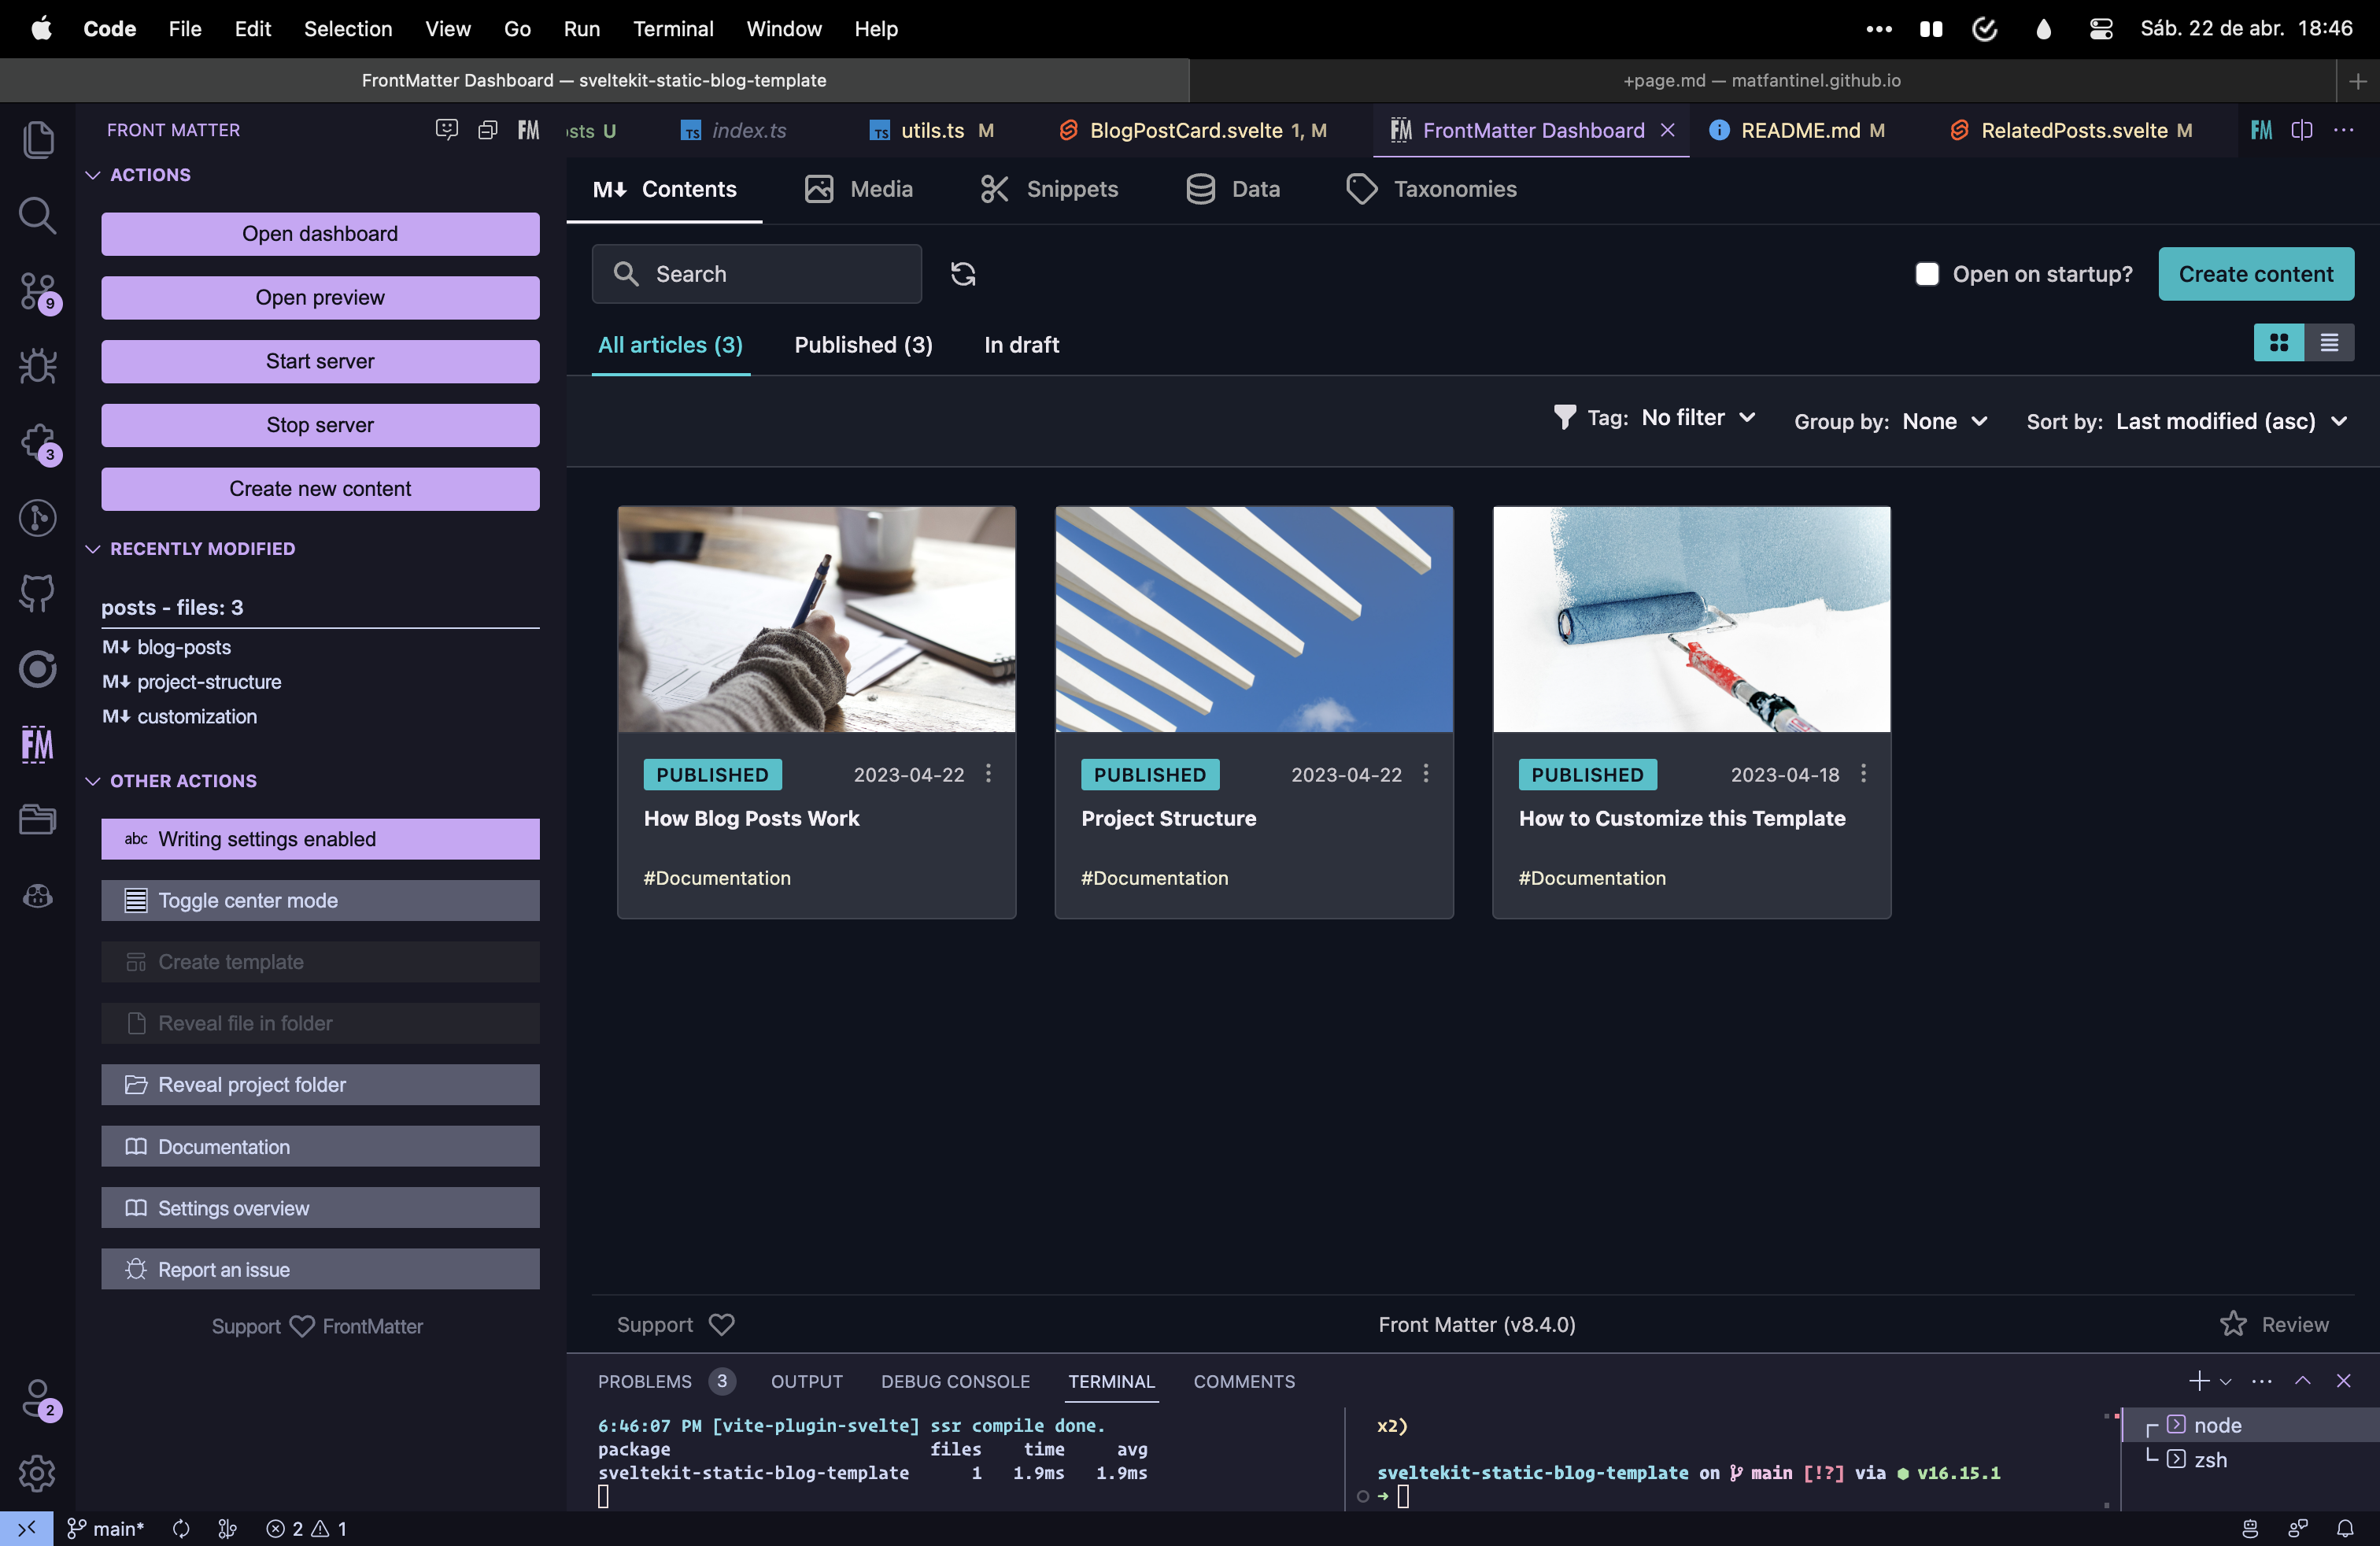 Code File Edit Selection View Go Run Terminal Window Help Sáb. 22 de abr. 18:46
FrontMatter Dashboard — sveltekit-static-blog-template
+page.md — matfantinel.github.io
FRONT MATTER
FM
osts U
TS index.ts
TS utils.ts M
BlogPostCard.svelte 1, M
FM FrontMatter Dashboard
README.md M
RelatedPosts.svelte M
FM
ACTIONS
Open dashboard
Open preview
Start server
Stop server
Create new content
RECENTLY MODIFIED
posts - files: 3
M↓ blog-posts
M↓ project-structure
M↓ customization
OTHER ACTIONS
abc Writing settings enabled
Toggle center mode
Create template
Reveal file in folder
Reveal project folder
Documentation
Settings overview
Report an issue
Support FrontMatter
9
3
FM
2
M↓ Contents
Media
Snippets
Data
Taxonomies
Search
Open on startup?
Create content
All articles (3)
Published (3)
In draft
Tag: No filter
Group by: None
Sort by: Last modified (asc)
PUBLISHED 2023-04-22
How Blog Posts Work
#Documentation
PUBLISHED 2023-04-22
Project Structure
#Documentation
PUBLISHED 2023-04-18
How to Customize this Template
#Documentation
Support
Front Matter (v8.4.0)
Review
PROBLEMS 3 OUTPUT DEBUG CONSOLE TERMINAL COMMENTS
6:46:07 PM [vite-plugin-svelte] ssr compile done.
package files time avg
sveltekit-static-blog-template 1 1.9ms 1.9ms
x2)
sveltekit-static-blog-template on main [!?] via v16.15.1
➜
node
zsh
main* 2 1